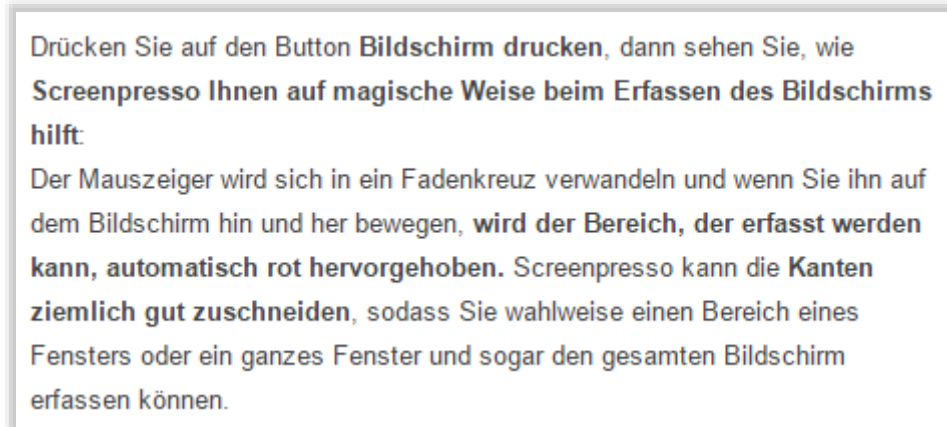 Drücken Sie auf den Button Bildschirm drucken, dann sehen Sie, wie
Screenpresso Ihnen auf magische Weise beim Erfassen des Bildschirms
hilft:
Der Mauszeiger wird sich in ein Fadenkreuz verwandeln und wenn Sie ihn auf
dem Bildschirm hin und her bewegen, wird der Bereich, der erfasst werden
kann, automatisch rot hervorgehoben. Screenpresso kann die Kanten
ziemlich gut zuschneiden, sodass Sie wahlweise einen Bereich eines
Fensters oder ein ganzes Fenster und sogar den gesamten Bildschirm
erfassen können.